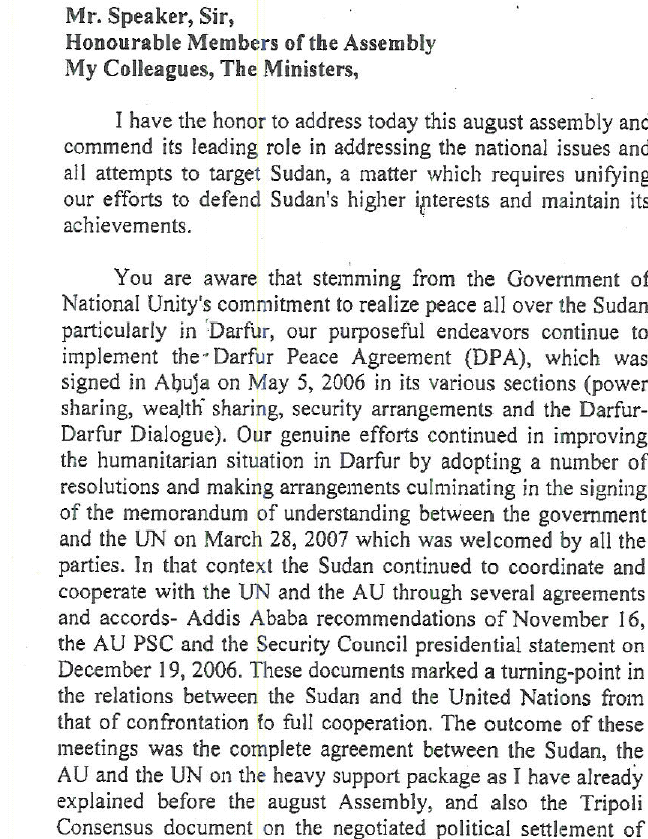 Mr. Speaker, Sir,
Honourable Members of the Assembly
My Colleagues, The Ministers,
I have the honor to address today this august assembly and
commend its leading role in addressing the national issues and
all attempts to target Sudan, a matter which requires unifying
our efforts to defend Sudan's higher interests and maintain its
achievements.
You are aware that stemming from the Government of
National Unity's commitment to realize peace all over the Sudan
particularly in Darfur, our purposeful endeavors continue to
implement the Darfur Peace Agreement (DPA), which was
signed in Abuja on May 5, 2006 in its various sections (power
sharing, wealth sharing, security arrangements and the Darfur-
Darfur Dialogue). Our genuine efforts continued in improving
the humanitarian situation in Darfur by adopting a number of
resolutions and making arrangements culminating in the signing
of the memorandum of understanding between the government
and the UN on March 28, 2007 which was welcomed by all the
parties. In that context the Sudan continued to coordinate and
cooperate with the UN and the AU through several agreements
and accords- Addis Ababa recommendations of November 16,
the AU PSC and the Security Council presidential statement on
December 19, 2006. These documents marked a turning-point in
the relations between the Sudan and the United Nations from
that of confrontation to full cooperation. The outcome of these
meetings was the complete agreement between the Sudan, the
AU and the UN on the heavy support package as I have already
explained before the august Assembly, and also the Tripoli
Consensus document on the negotiated political settlement of